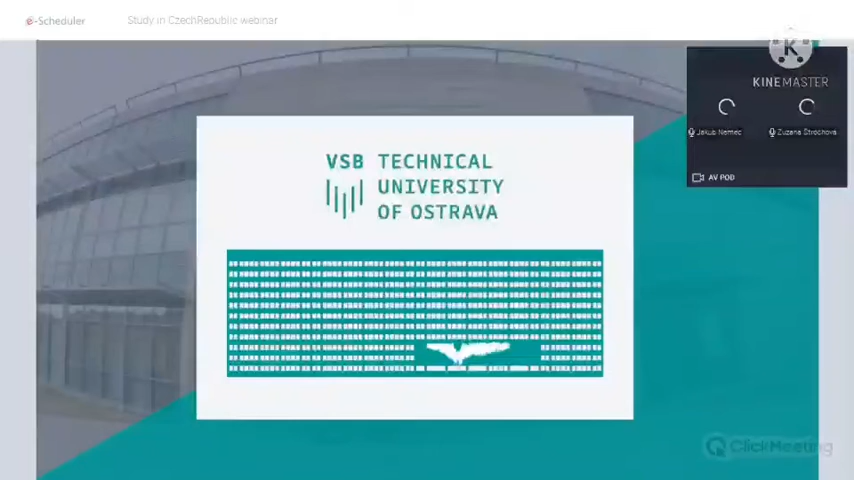 e-Scheduler
Study in CzechRepublic webinar
KINEMASTER
Jakub Nemec
Zuzana Strochova
AV POD
VSB TECHNICAL
UNIVERSITY
OF OSTRAVA
ClickMeeting